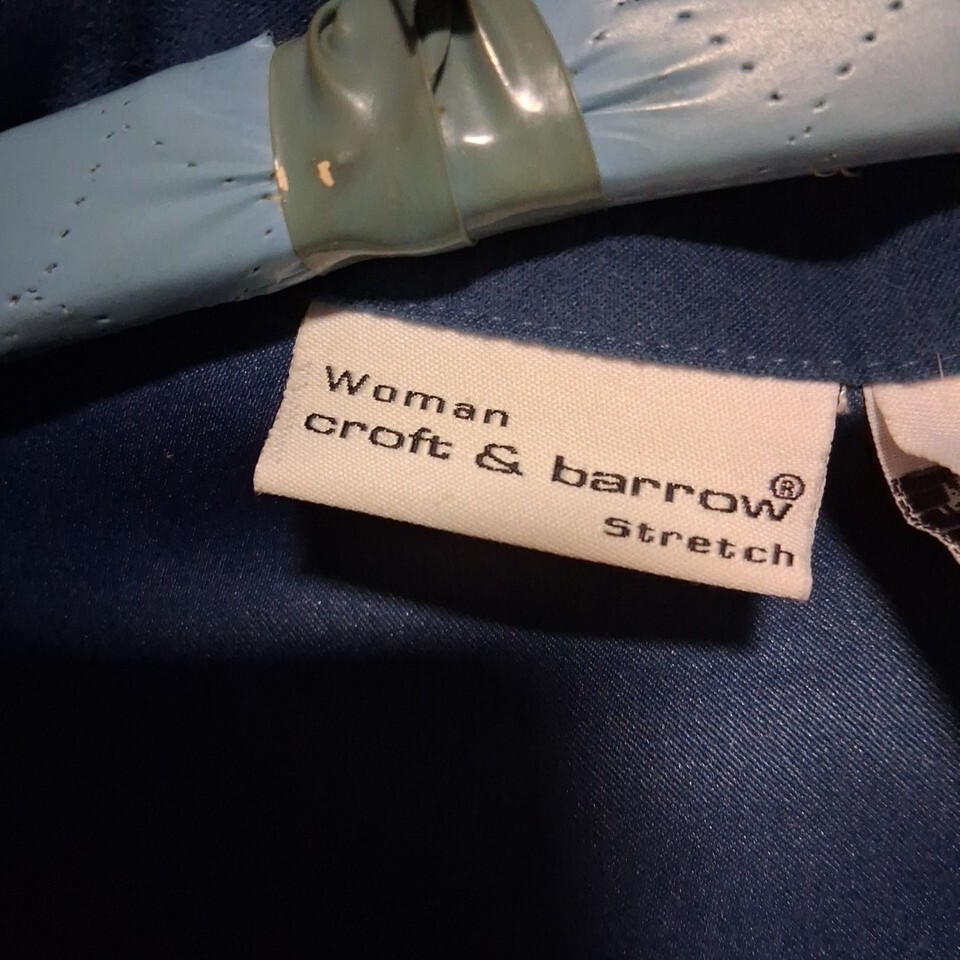 Woman
croft & barrow®
Stretch